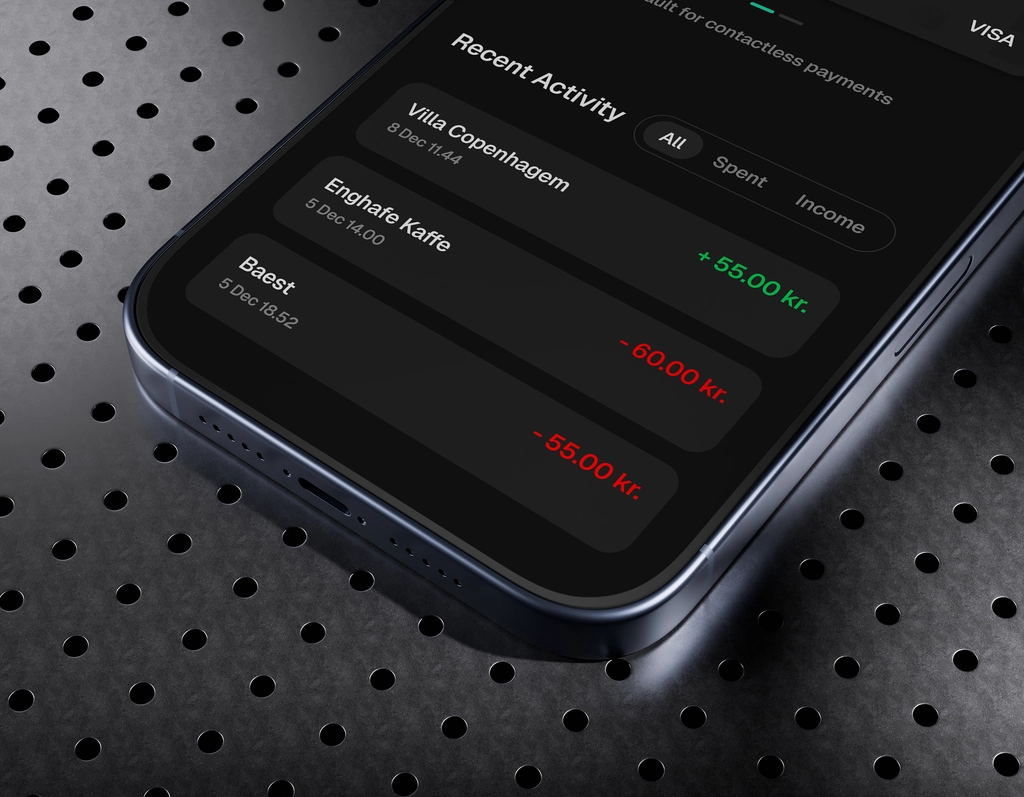 VISA
ault for contactless payments
Recent Activity
All
Spent
Income
Villa Copenhagem
8 Dec 11.44
+ 55.00 kr.
Enghafe Kaffe
5 Dec 14.00
- 60.00 kr.
Baest
5 Dec 18.52
- 55.00 kr.